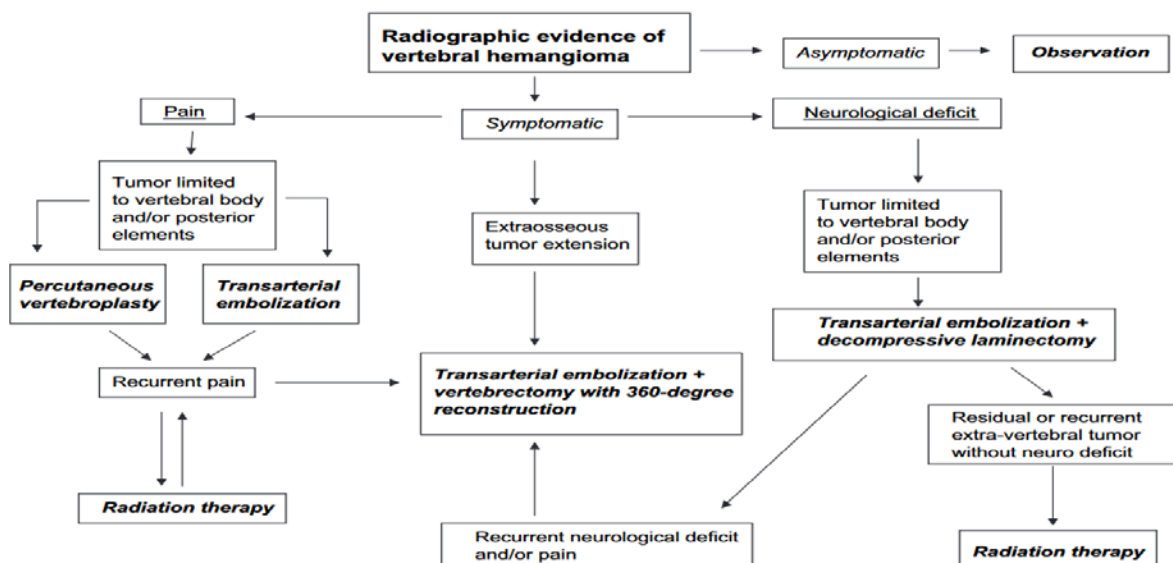 Radiographic evidence of
vertebral hemangioma
Asymptomatic
Observation
Pain
Symptomatic
Neurological deficit
Tumor limited
to vertebral body
and/or posterior
elements
Extraosseous
tumor extension
Tumor limited
to vertebral body
and/or posterior
elements
Percutaneous
vertebroplasty
Transarterial
embolization
Transarterial embolization +
decompressive laminectomy
Recurrent pain
Transarterial embolization +
vertebrectomy with 360-degree
reconstruction
Residual or recurrent
extra-vertebral tumor
without neuro deficit
Radiation therapy
Recurrent neurological deficit
and/or pain
Radiation therapy